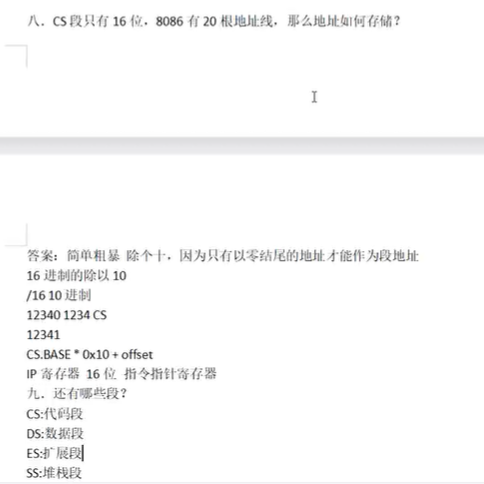 八．CS 段只有 16 位，8086 有 20 根地址线，那么地址如何存储？
答案：简单粗暴 除个十，因为只有以零结尾的地址才能作为段地址
16 进制的除以 10
/16 10 进制
12340 1234 CS
12341
CS.BASE * 0x10 + offset
IP 寄存器 16 位 指令指针寄存器
九．还有哪些段？
CS:代码段
DS:数据段
ES:扩展段
SS:堆栈段